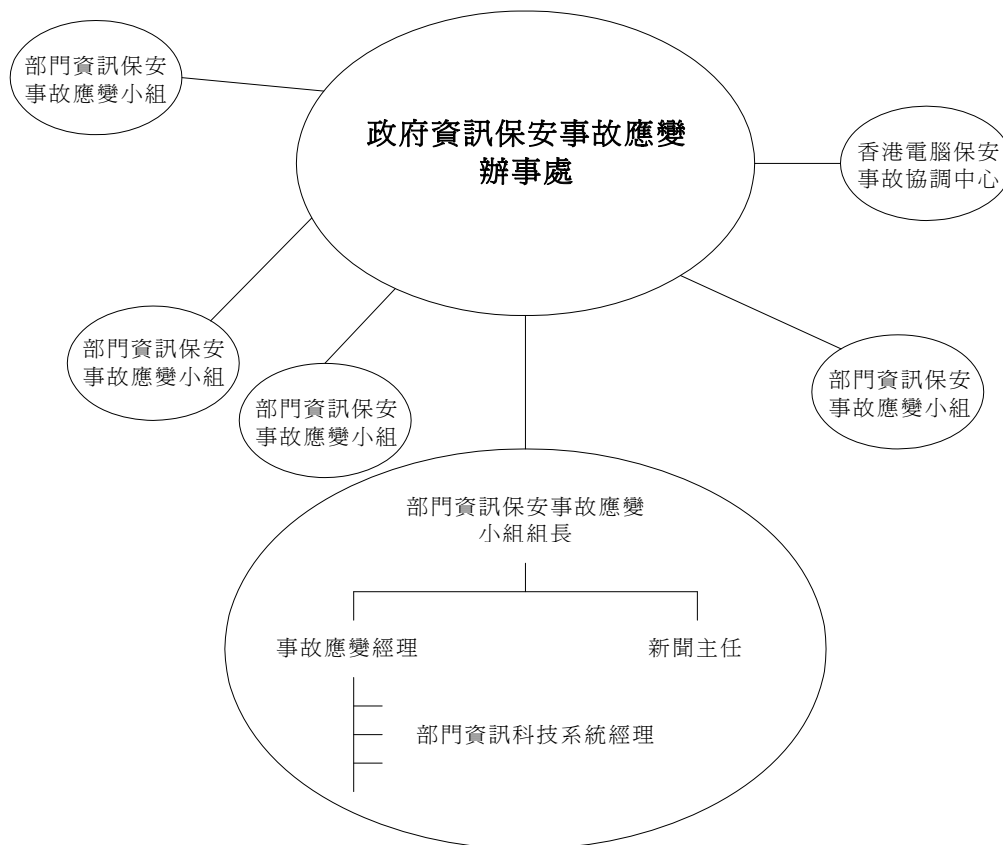 部門資訊保安
事故應變小組
政府資訊保安事故應變
辦事處
香港電腦保安
事故協調中心
部門資訊保安
事故應變小組
部門資訊保安
事故應變小組
部門資訊保安
事故應變小組
部門資訊保安事故應變
小組組長
事故應變經理
新聞主任
部門資訊科技系統經理